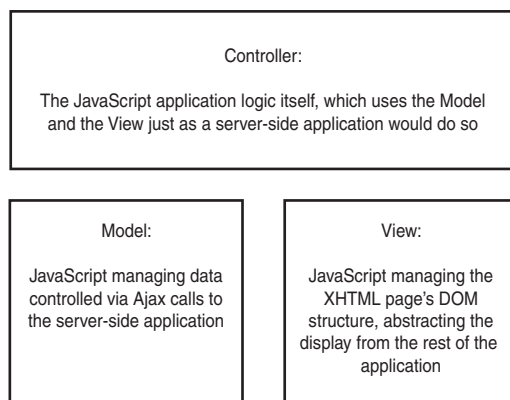 Controller:
The JavaScript application logic itself, which uses the Model
and the View just as a server-side application would do so
Model:
JavaScript managing data
controlled via Ajax calls to
the server-side application
View:
JavaScript managing the
XHTML page's DOM
structure, abstracting the
display from the rest of the
application